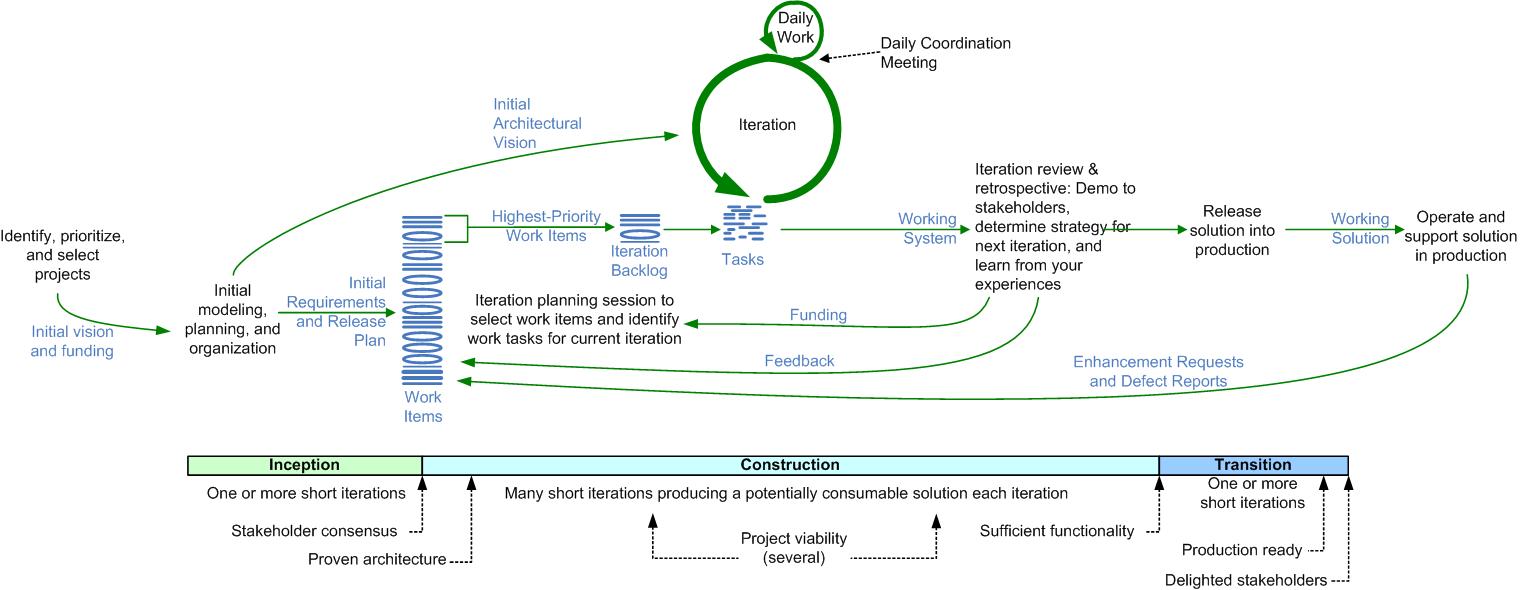 Daily
Work
Daily Coordination
Meeting
Initial
Architectural
Vision
Iteration
Identify, prioritize,
and select
projects
Initial vision
and funding
Initial
modeling,
planning, and
organization
Initial
Requirements
and Release
Plan
Work
Items
Highest-Priority
Work Items
Iteration
Backlog
Tasks
Working
System
Iteration review &
retrospective: Demo to
stakeholders,
determine strategy for
next iteration, and
learn from your
experiences
Release
solution into
production
Working
Solution
Operate and
support solution
in production
Iteration planning session to
select work items and identify
work tasks for current iteration
Funding
Feedback
Enhancement Requests
and Defect Reports
Inception
Construction
Transition
One or more short iterations
Many short iterations producing a potentially consumable solution each iteration
One or more
short iterations
Stakeholder consensus
Proven architecture
Project viability
(several)
Sufficient functionality
Production ready
Delighted stakeholders